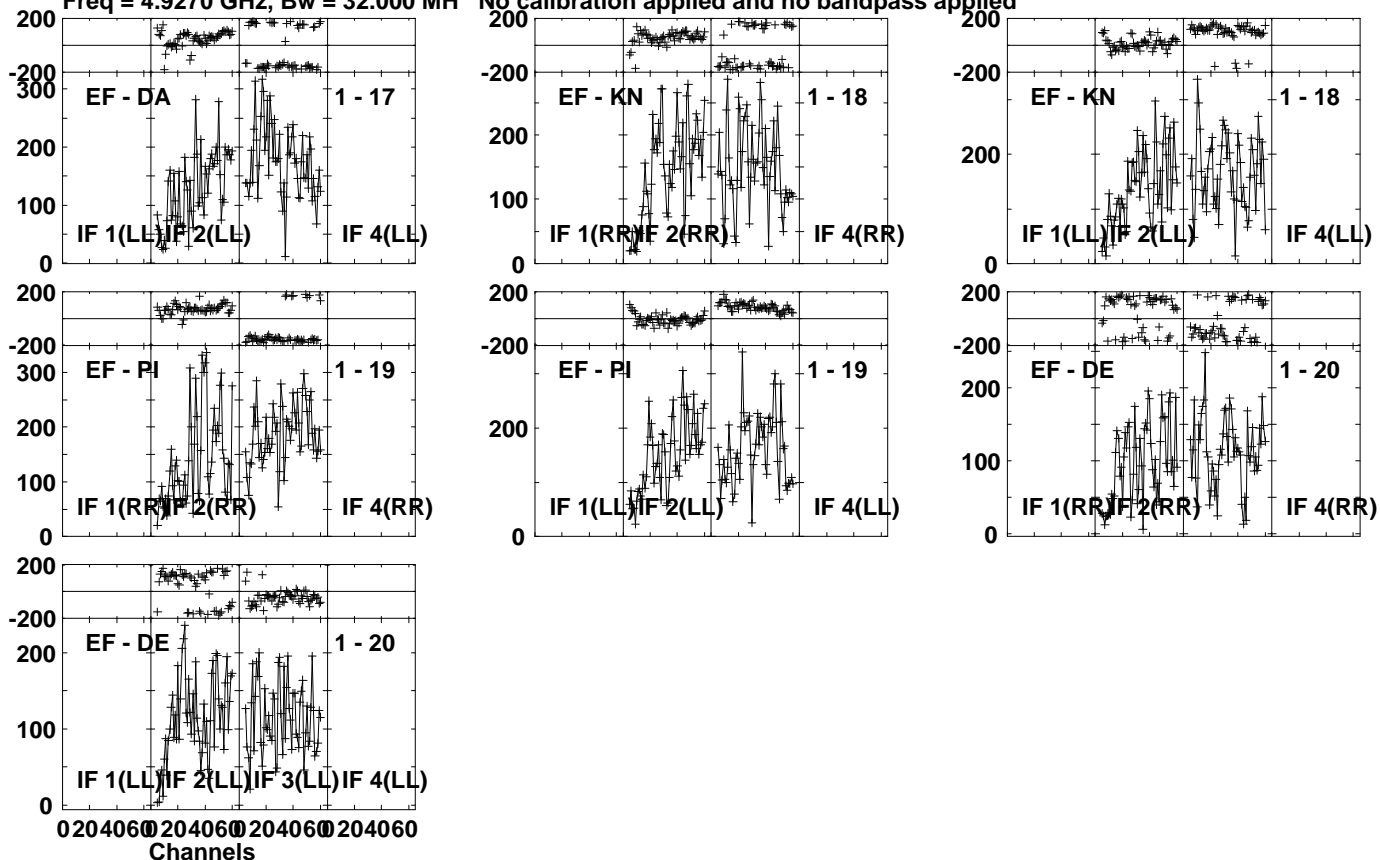 Freq = 4.9270 GHz, Bw = 32.000 MH No calibration applied and no bandpass applied
200
-200
300
200
100
0
EF - DA
1 - 17
IF 1(LL)
IF 2(LL)
IF 4(LL)
200
-200
200
100
0
EF - KN
1 - 18
IF 1(RR)
IF 2(RR)
IF 4(RR)
200
-200
200
0
EF - KN
1 - 18
IF 1(LL)
IF 2(LL)
IF 4(LL)
200
-200
300
200
100
0
EF - PI
1 - 19
IF 1(RR)
IF 2(RR)
IF 4(RR)
200
-200
200
0
EF - PI
1 - 19
IF 1(LL)
IF 2(LL)
IF 4(LL)
200
-200
200
100
0
EF - DE
1 - 20
IF 1(RR)
IF 2(RR)
IF 4(RR)
200
-200
200
100
0
EF - DE
1 - 20
IF 1(LL)
IF 2(LL)
IF 3(LL)
IF 4(LL)
0 20 40 60 0 20 40 60 0 20 40 60 0 20 40 60
Channels